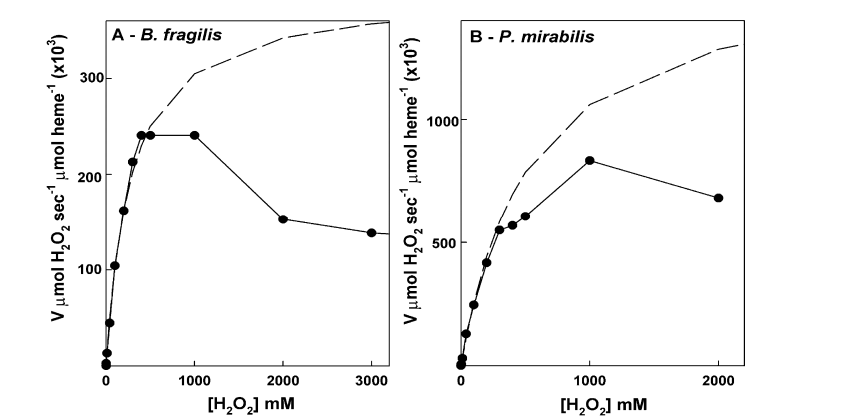 A - B. fragilis
V μmol H₂O₂ sec⁻¹ μmol heme⁻¹ (x10³)
300
200
100
0 1000 2000 3000
[H₂O₂] mM
B - P. mirabilis
V μmol H₂O₂ sec⁻¹ μmol heme⁻¹ (x10³)
1000
500
0 1000 2000
[H₂O₂] mM